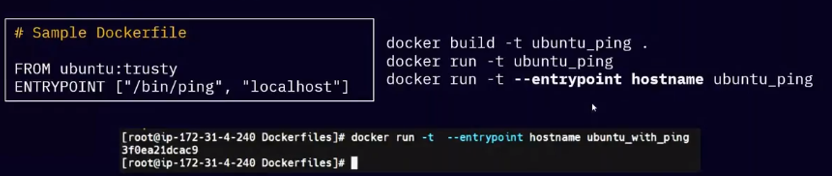 # Sample Dockerfile
FROM ubuntu:trusty
ENTRYPOINT ["/bin/ping", "localhost"]
docker build -t ubuntu_ping .
docker run -t ubuntu_ping
docker run -t --entrypoint hostname ubuntu_ping
[root@ip-172-31-4-240 Dockerfiles]# docker run -t  --entrypoint hostname ubuntu_with_ping
3f0ea21dcac9
[root@ip-172-31-4-240 Dockerfiles]#